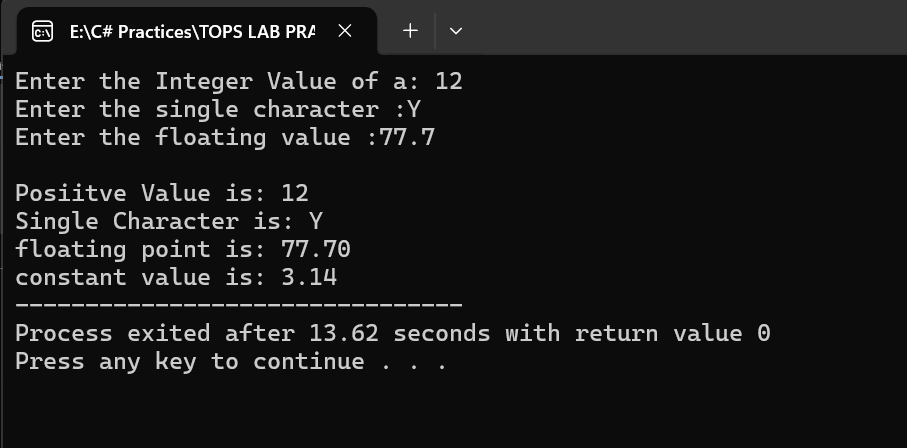 E:\C# Practices\TOPS LAB PRA
Enter the Integer Value of a: 12
Enter the single character :Y
Enter the floating value :77.7
Posiitve Value is: 12
Single Character is: Y
floating point is: 77.70
constant value is: 3.14
--------------------------------
Process exited after 13.62 seconds with return value 0
Press any key to continue . . .